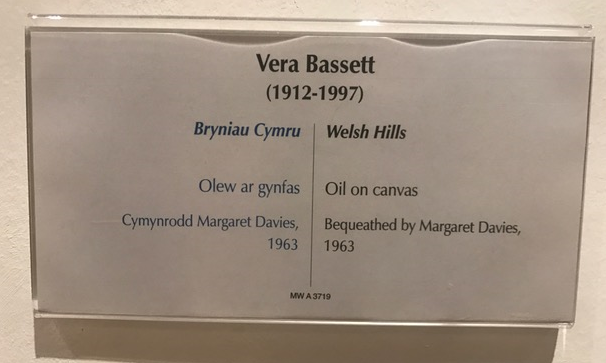 Vera Bassett
(1912-1997)
Bryniau Cymru
Olew ar gynfas
Cymynrodd Margaret Davies,
1963
Welsh Hills
Oil on canvas
Bequeathed by Margaret Davies,
1963
MW A 3719